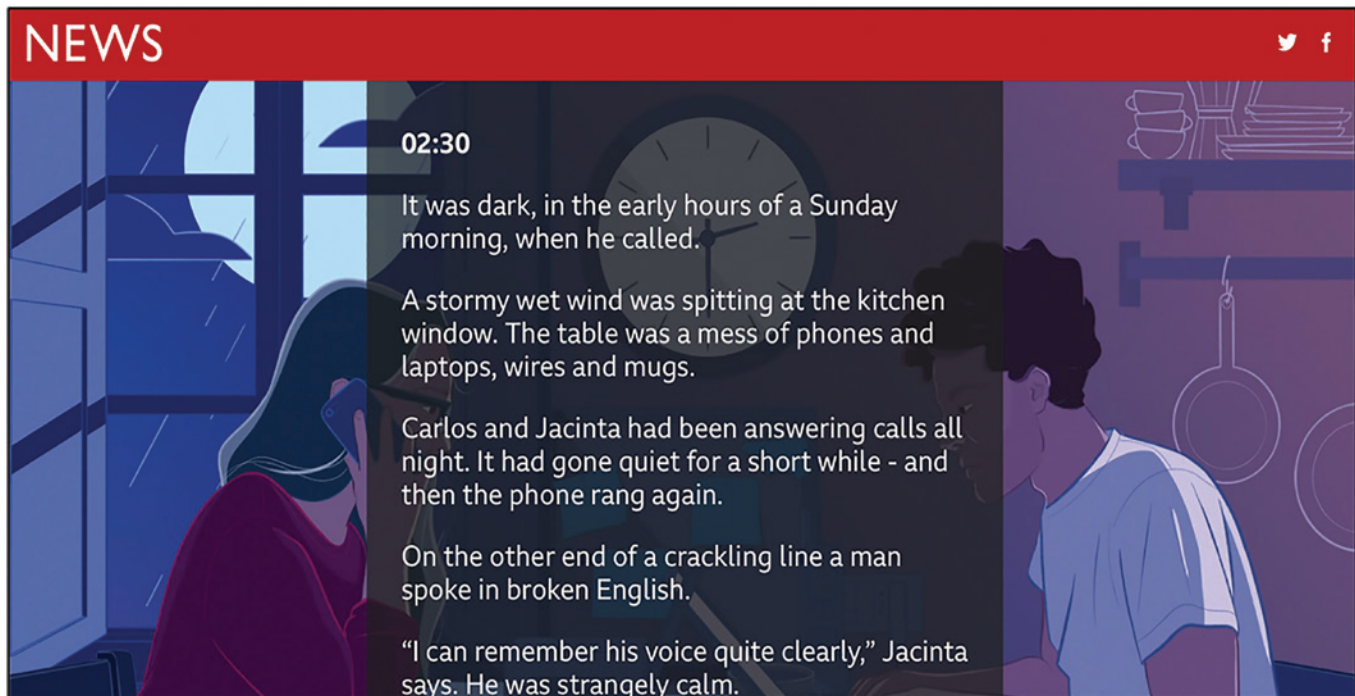 NEWS
02:30
It was dark, in the early hours of a Sunday
morning, when he called.
A stormy wet wind was spitting at the kitchen
window. The table was a mess of phones and
laptops, wires and mugs.
Carlos and Jacinta had been answering calls all
night. It had gone quiet for a short while - and
then the phone rang again.
On the other end of a crackling line a man
spoke in broken English.
“I can remember his voice quite clearly,” Jacinta
says. He was strangely calm.